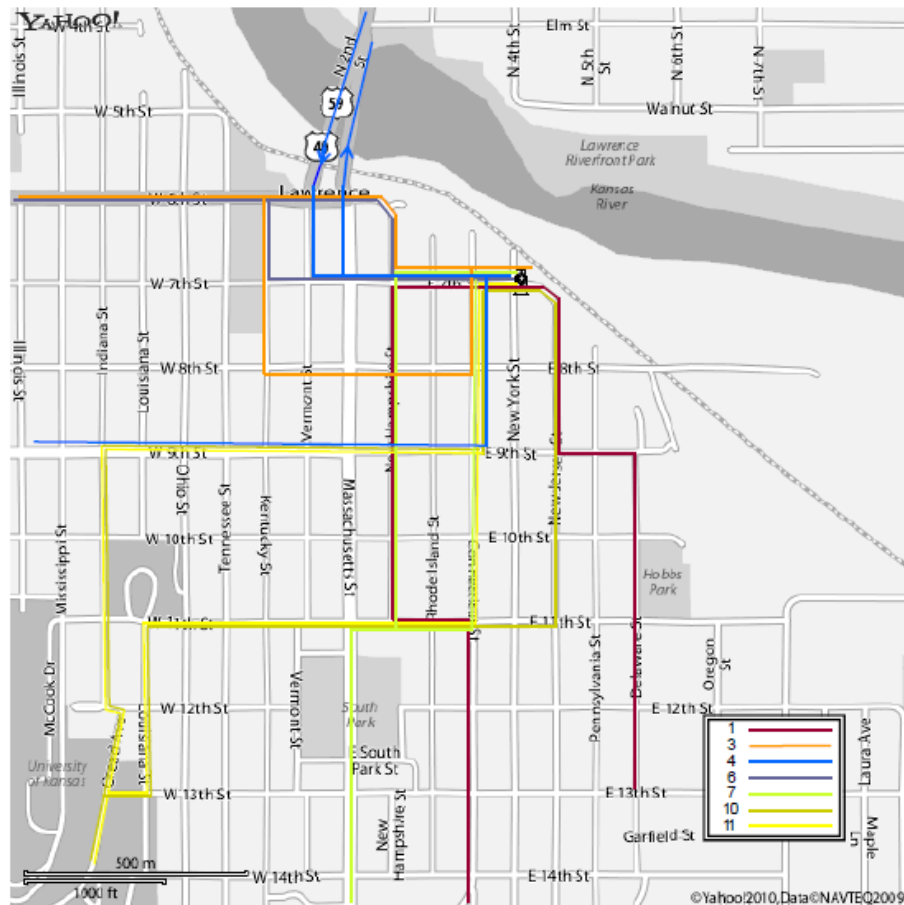 YAHOO!
W 4th St
Elm St
Illinois St
N 2nd St
N 4th St
N 5th St
N 6th St
N 7th St
59
W 5th St
Walnut St
40
Lawrence Riverfront Park
Kansas River
Lawrence
W 6th St
W 7th St
E 7th
Illinois St
Indiana St
Louisiana St
W 8th St
Vermont St
New Hampshire St
New York St
E 8th St
W 9th St
E 9th St
New Jersey St
Ohio St
Tennessee St
Kentucky St
Massachusetts St
Mississippi St
W 10th St
Rhode Island St
E 10th St
Hobbs Park
W 11th St
E 11th St
McCook Dr
Vermont St
South Park
Pennsylvania St
Delaware St
Oregon St
W 12th St
E 12th St
Louisiana St
University of Kansas
E South Park St
Laura Ave
W 13th St
E 13th St
New Hampshire St
Garfield St
Maple Ln
W 14th St
E 14th St
1
3
4
6
7
10
11
500 m
1000 ft
©Yahoo!2010,Data©NAVTEQ2009